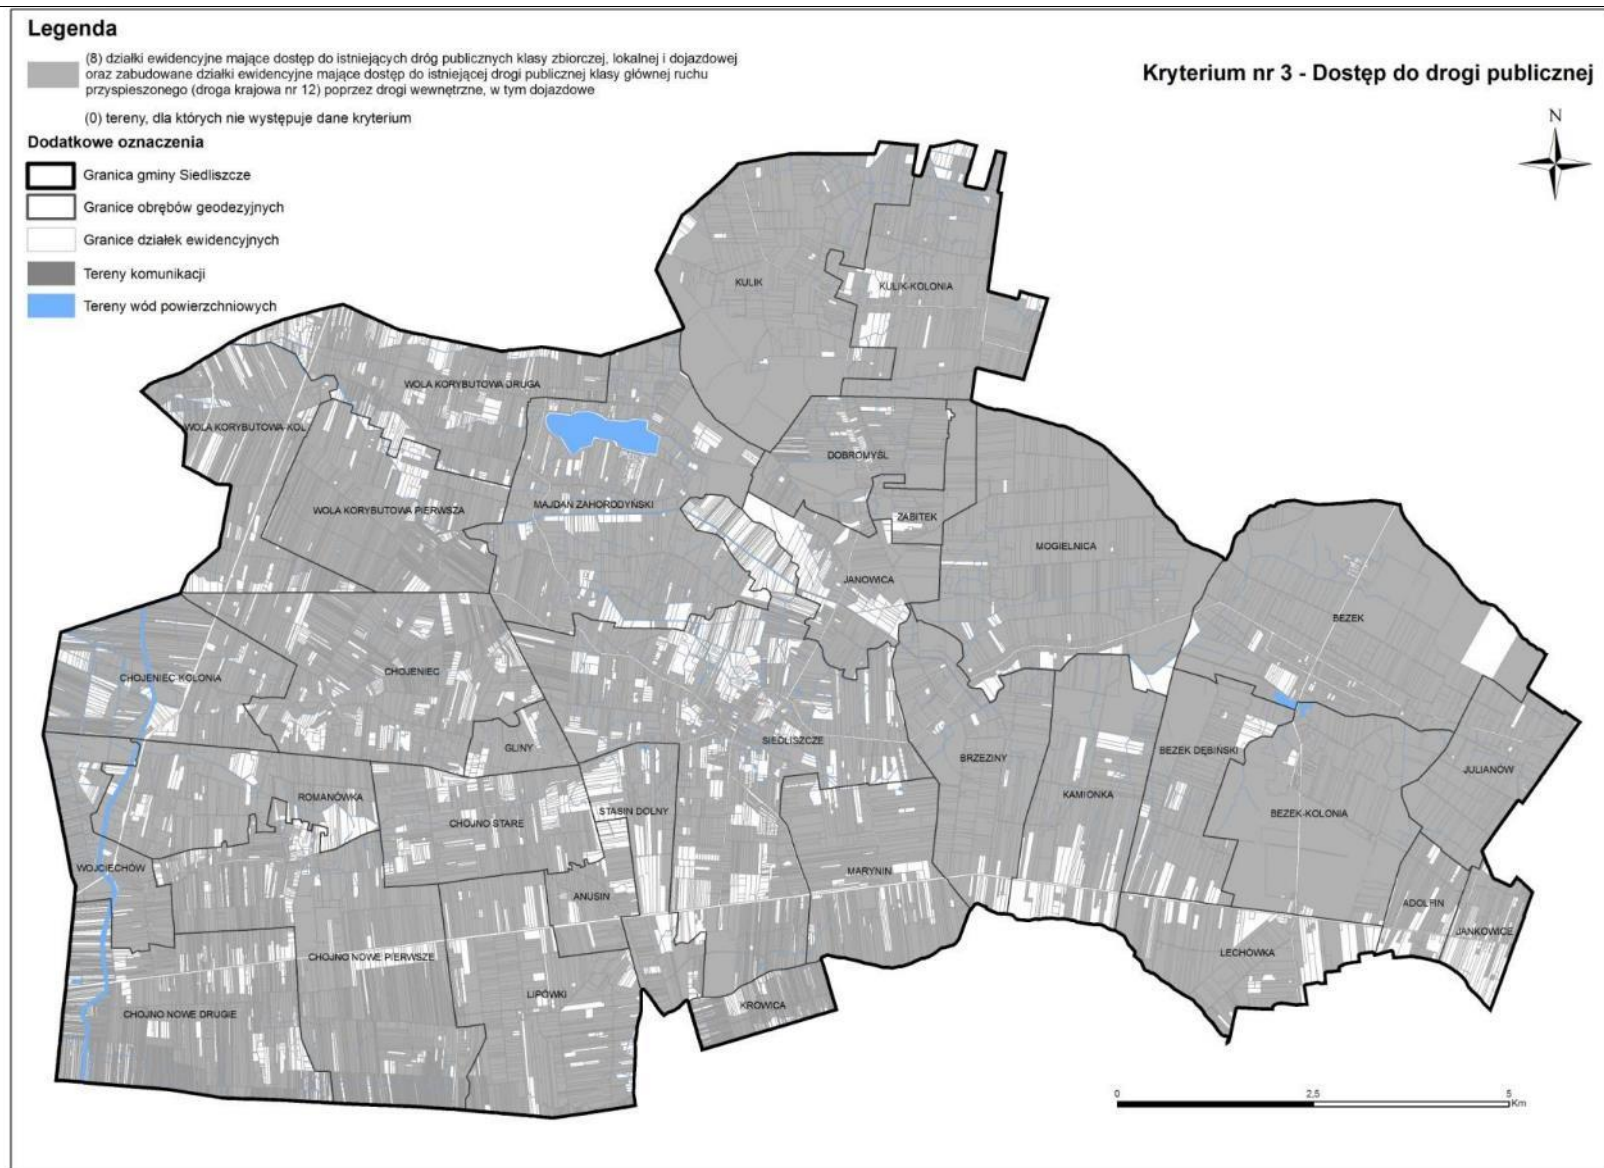 Legenda
(8) działki ewidencyjne mające dostęp do istniejących dróg publicznych klasy zbiorczej, lokalnej i dojazdowej
oraz zabudowane działki ewidencyjne mające dostęp do istniejącej drogi publicznej klasy głównej ruchu
przyspieszonego (droga krajowa nr 12) poprzez drogi wewnętrzne, w tym dojazdowe
(0) tereny, dla których nie występuje dane kryterium
Dodatkowe oznaczenia
Granica gminy Siedliszcze
Granice obrębów geodezyjnych
Granice działek ewidencyjnych
Tereny komunikacji
Tereny wód powierzchniowych
Kryterium nr 3 - Dostęp do drogi publicznej
N
KULIK
KULIK-KOLONIA
WOLA KORYBUTOWA DRUGA
WOLA KORYBUTOWA-KOL.
DOBROMYŚL
WOLA KORYBUTOWA PIERWSZA
MAJDAN ZAHORODYŃSKI
ZABITEK
MOGIELNICA
JANOWICA
BEZEK
CHOJENIEC-KOLONIA
CHOJENIEC
GLINY
SIEDLISZCZE
BRZEZINY
BEZEK DĘBIŃSKI
JULIANÓW
ROMANÓWKA
CHOJNO STARE
STASIN DOLNY
KAMIONKA
BEZEK-KOLONIA
WOJCIECHÓW
MARYNIN
ANUSIN
ADOLFIN
JANKOWICE
CHOJNO NOWE PIERWSZE
LECHÓWKA
LIPÓWKI
KROWICA
CHOJNO NOWE DRUGIE
0 2,5 5
Km